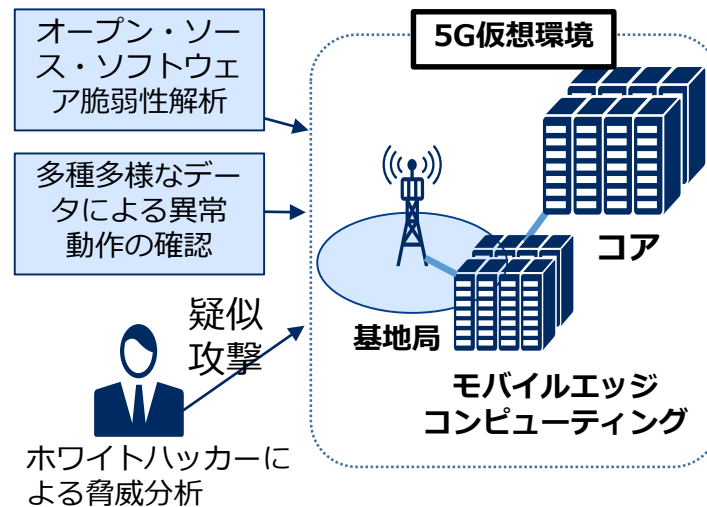 オープン・ソー
ス・ソフトウェ
ア脆弱性解析
5G仮想環境
多種多様なデー
タによる異常
動作の確認
コア
疑似
攻撃
基地局
モバイルエッジ
コンピューティング
ホワイトハッカーに
よる脅威分析